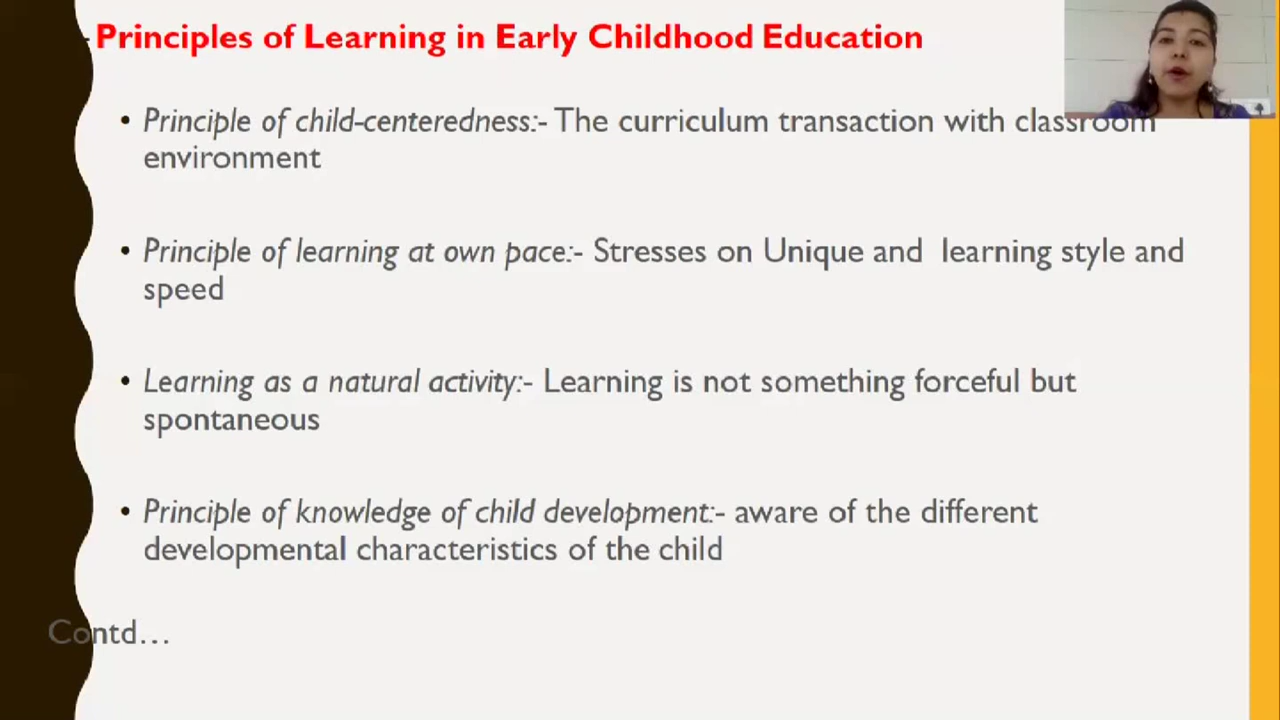 Principles of Learning in Early Childhood Education
• Principle of child-centeredness:- The curriculum transaction with classroom
environment
• Principle of learning at own pace:- Stresses on Unique and learning style and
speed
• Learning as a natural activity:- Learning is not something forceful but
spontaneous
• Principle of knowledge of child development:- aware of the different
developmental characteristics of the child
Contd...